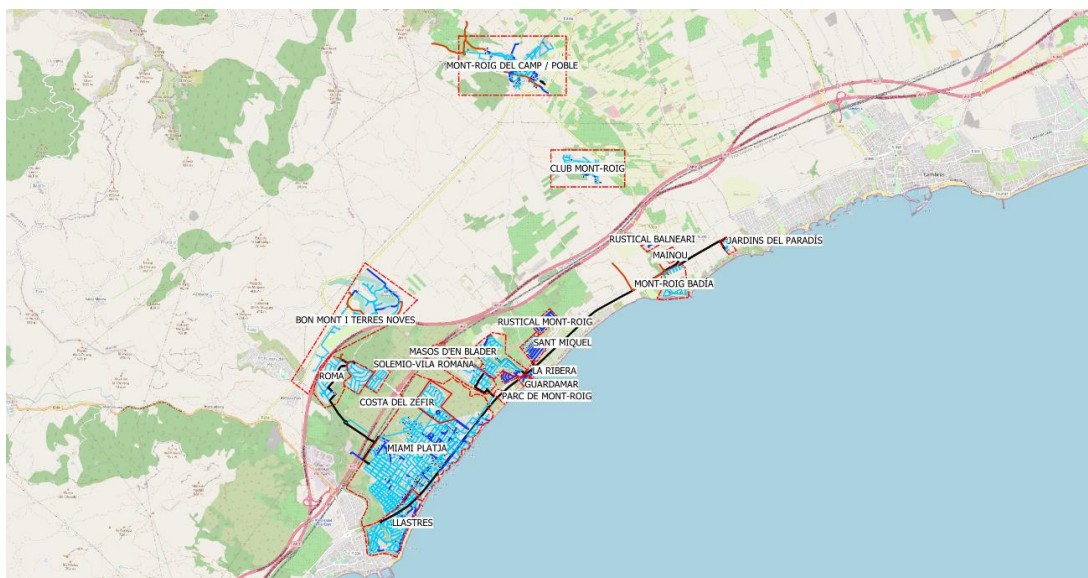 MONT-ROIG DEL CAMP / POBLE
CLUB MONT-ROIG
RUSTICAL BALNEARI
JARDINS DEL PARADÍS
MAINOU
MONT-ROIG BADÍA
BON MONT I TERRES NOVES
RUSTICAL MONT-ROIG
SANT MIQUEL
MASOS D'EN BLADER
SOLEMIO-VILA ROMANA
ROMA
LA RIBERA
GUARDAMAR
PARC DE MONT-ROIG
COSTA DEL ZÉFIR
MIAMI PLATJA
LLASTRES